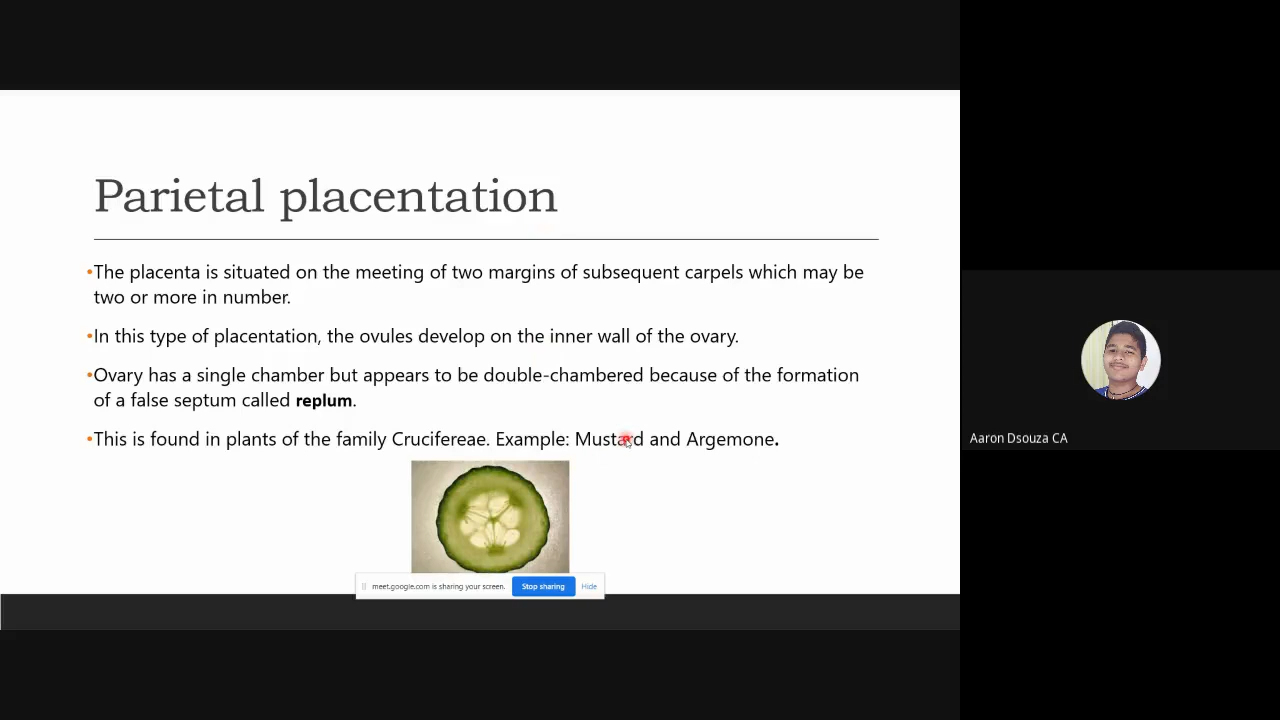 Parietal placentation
•The placenta is situated on the meeting of two margins of subsequent carpels which may be
two or more in number.
•In this type of placentation, the ovules develop on the inner wall of the ovary.
•Ovary has a single chamber but appears to be double-chambered because of the formation
of a false septum called replum.
•This is found in plants of the family Crucifereae. Example: Mustard and Argemone.
meet.google.com is sharing your screen. Stop sharing Hide
Aaron Dsouza CA